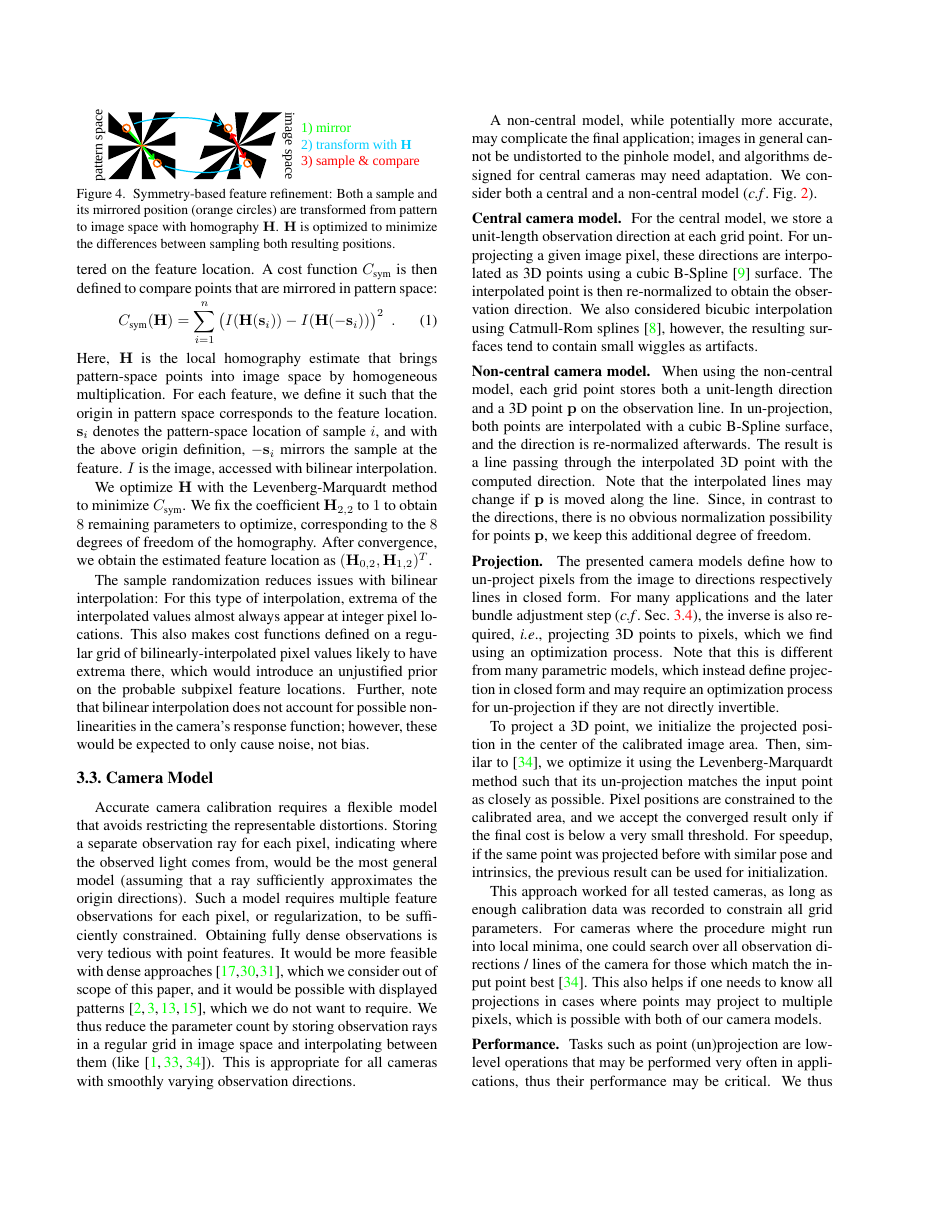 pattern space
image space
1) mirror
2) transform with H
3) sample & compare
Figure 4. Symmetry-based feature refinement: Both a sample and
its mirrored position (orange circles) are transformed from pattern
to image space with homography H. H is optimized to minimize
the differences between sampling both resulting positions.
tered on the feature location. A cost function C_sym is then
defined to compare points that are mirrored in pattern space:
C_sym(H) = ∑_{i=1}^{n} (I(H(s_i)) − I(H(−s_i)))^2 . (1)
Here, H is the local homography estimate that brings
pattern-space points into image space by homogeneous
multiplication. For each feature, we define it such that the
origin in pattern space corresponds to the feature location.
s_i denotes the pattern-space location of sample i, and with
the above origin definition, −s_i mirrors the sample at the
feature. I is the image, accessed with bilinear interpolation.
We optimize H with the Levenberg-Marquardt method
to minimize C_sym. We fix the coefficient H_{2,2} to 1 to obtain
8 remaining parameters to optimize, corresponding to the 8
degrees of freedom of the homography. After convergence,
we obtain the estimated feature location as (H_{0,2}, H_{1,2})^T.
The sample randomization reduces issues with bilinear
interpolation: For this type of interpolation, extrema of the
interpolated values almost always appear at integer pixel lo-
cations. This also makes cost functions defined on a regu-
lar grid of bilinearly-interpolated pixel values likely to have
extrema there, which would introduce an unjustified prior
on the probable subpixel feature locations. Further, note
that bilinear interpolation does not account for possible non-
linearities in the camera's response function; however, these
would be expected to only cause noise, not bias.
3.3. Camera Model
Accurate camera calibration requires a flexible model
that avoids restricting the representable distortions. Storing
a separate observation ray for each pixel, indicating where
the observed light comes from, would be the most general
model (assuming that a ray sufficiently approximates the
origin directions). Such a model requires multiple feature
observations for each pixel, or regularization, to be suffi-
ciently constrained. Obtaining fully dense observations is
very tedious with point features. It would be more feasible
with dense approaches [17,30,31], which we consider out of
scope of this paper, and it would be possible with displayed
patterns [2, 3, 13, 15], which we do not want to require. We
thus reduce the parameter count by storing observation rays
in a regular grid in image space and interpolating between
them (like [1, 33, 34]). This is appropriate for all cameras
with smoothly varying observation directions.
A non-central model, while potentially more accurate,
may complicate the final application; images in general can-
not be undistorted to the pinhole model, and algorithms de-
signed for central cameras may need adaptation. We con-
sider both a central and a non-central model (c.f. Fig. 2).
Central camera model. For the central model, we store a
unit-length observation direction at each grid point. For un-
projecting a given image pixel, these directions are interpo-
lated as 3D points using a cubic B-Spline [9] surface. The
interpolated point is then re-normalized to obtain the obser-
vation direction. We also considered bicubic interpolation
using Catmull-Rom splines [8], however, the resulting sur-
faces tend to contain small wiggles as artifacts.
Non-central camera model. When using the non-central
model, each grid point stores both a unit-length direction
and a 3D point p on the observation line. In un-projection,
both points are interpolated with a cubic B-Spline surface,
and the direction is re-normalized afterwards. The result is
a line passing through the interpolated 3D point with the
computed direction. Note that the interpolated lines may
change if p is moved along the line. Since, in contrast to
the directions, there is no obvious normalization possibility
for points p, we keep this additional degree of freedom.
Projection. The presented camera models define how to
un-project pixels from the image to directions respectively
lines in closed form. For many applications and the later
bundle adjustment step (c.f. Sec. 3.4), the inverse is also re-
quired, i.e., projecting 3D points to pixels, which we find
using an optimization process. Note that this is different
from many parametric models, which instead define projec-
tion in closed form and may require an optimization process
for un-projection if they are not directly invertible.
To project a 3D point, we initialize the projected posi-
tion in the center of the calibrated image area. Then, sim-
ilar to [34], we optimize it using the Levenberg-Marquardt
method such that its un-projection matches the input point
as closely as possible. Pixel positions are constrained to the
calibrated area, and we accept the converged result only if
the final cost is below a very small threshold. For speedup,
if the same point was projected before with similar pose and
intrinsics, the previous result can be used for initialization.
This approach worked for all tested cameras, as long as
enough calibration data was recorded to constrain all grid
parameters. For cameras where the procedure might run
into local minima, one could search over all observation di-
rections / lines of the camera for those which match the in-
put point best [34]. This also helps if one needs to know all
projections in cases where points may project to multiple
pixels, which is possible with both of our camera models.
Performance. Tasks such as point (un)projection are low-
level operations that may be performed very often in appli-
cations, thus their performance may be critical. We thus